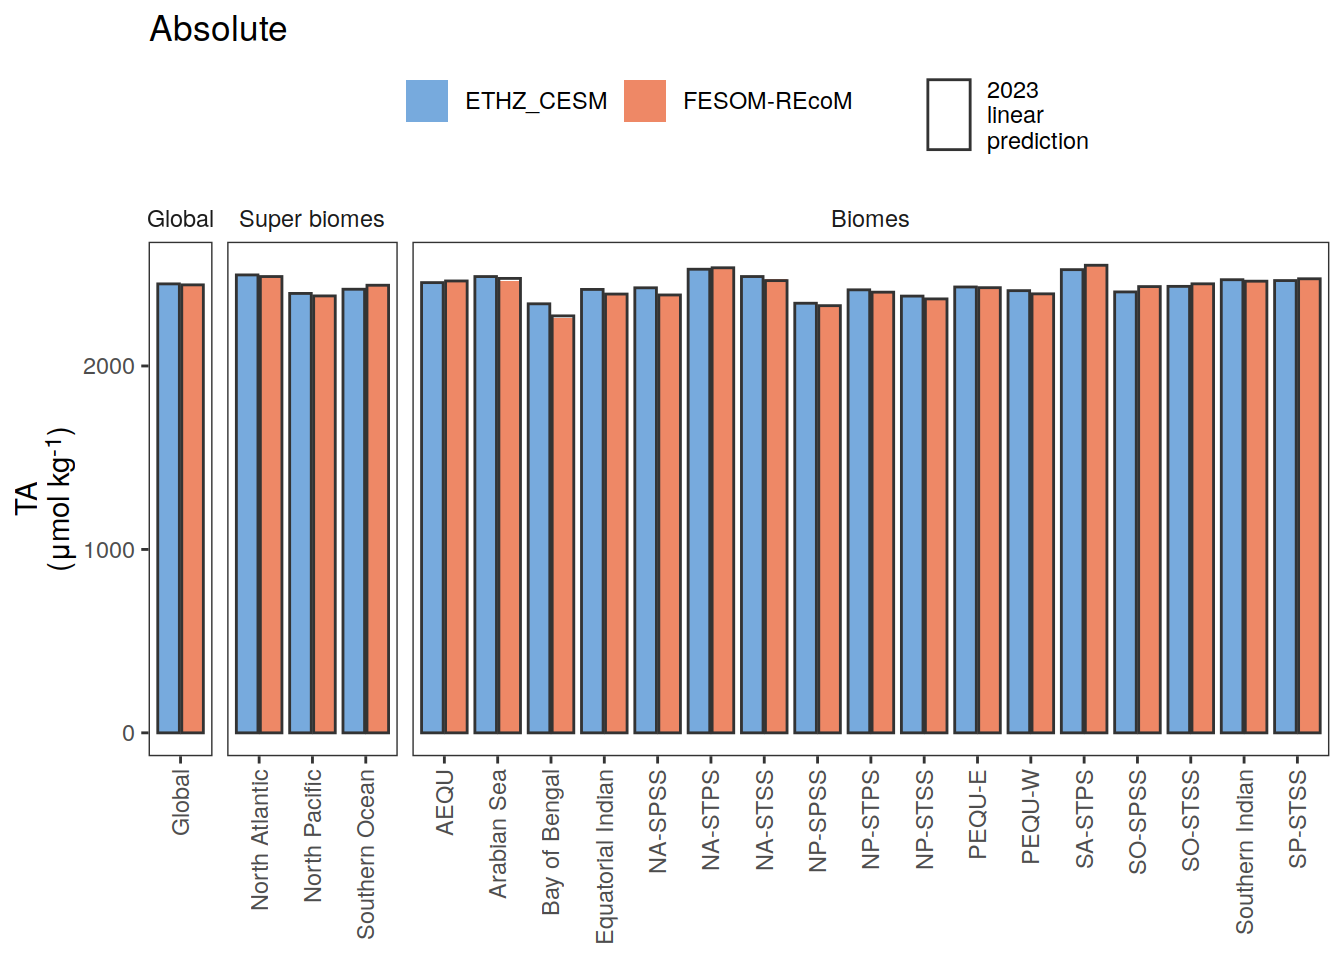 Absolute
ETHZ_CESM
FESOM-REcoM
2023
linear
prediction
Global
Super biomes
Biomes
TA
(µmol kg-1)
2000
1000
0
Global
North Atlantic
North Pacific
Southern Ocean
AEQU
Arabian Sea
Bay of Bengal
Equatorial Indian
NA-SPSS
NA-STPS
NA-STSS
NP-SPSS
NP-STPS
NP-STSS
PEQU-E
PEQU-W
SA-STPS
SO-SPSS
SO-STSS
Southern Indian
SP-STSS